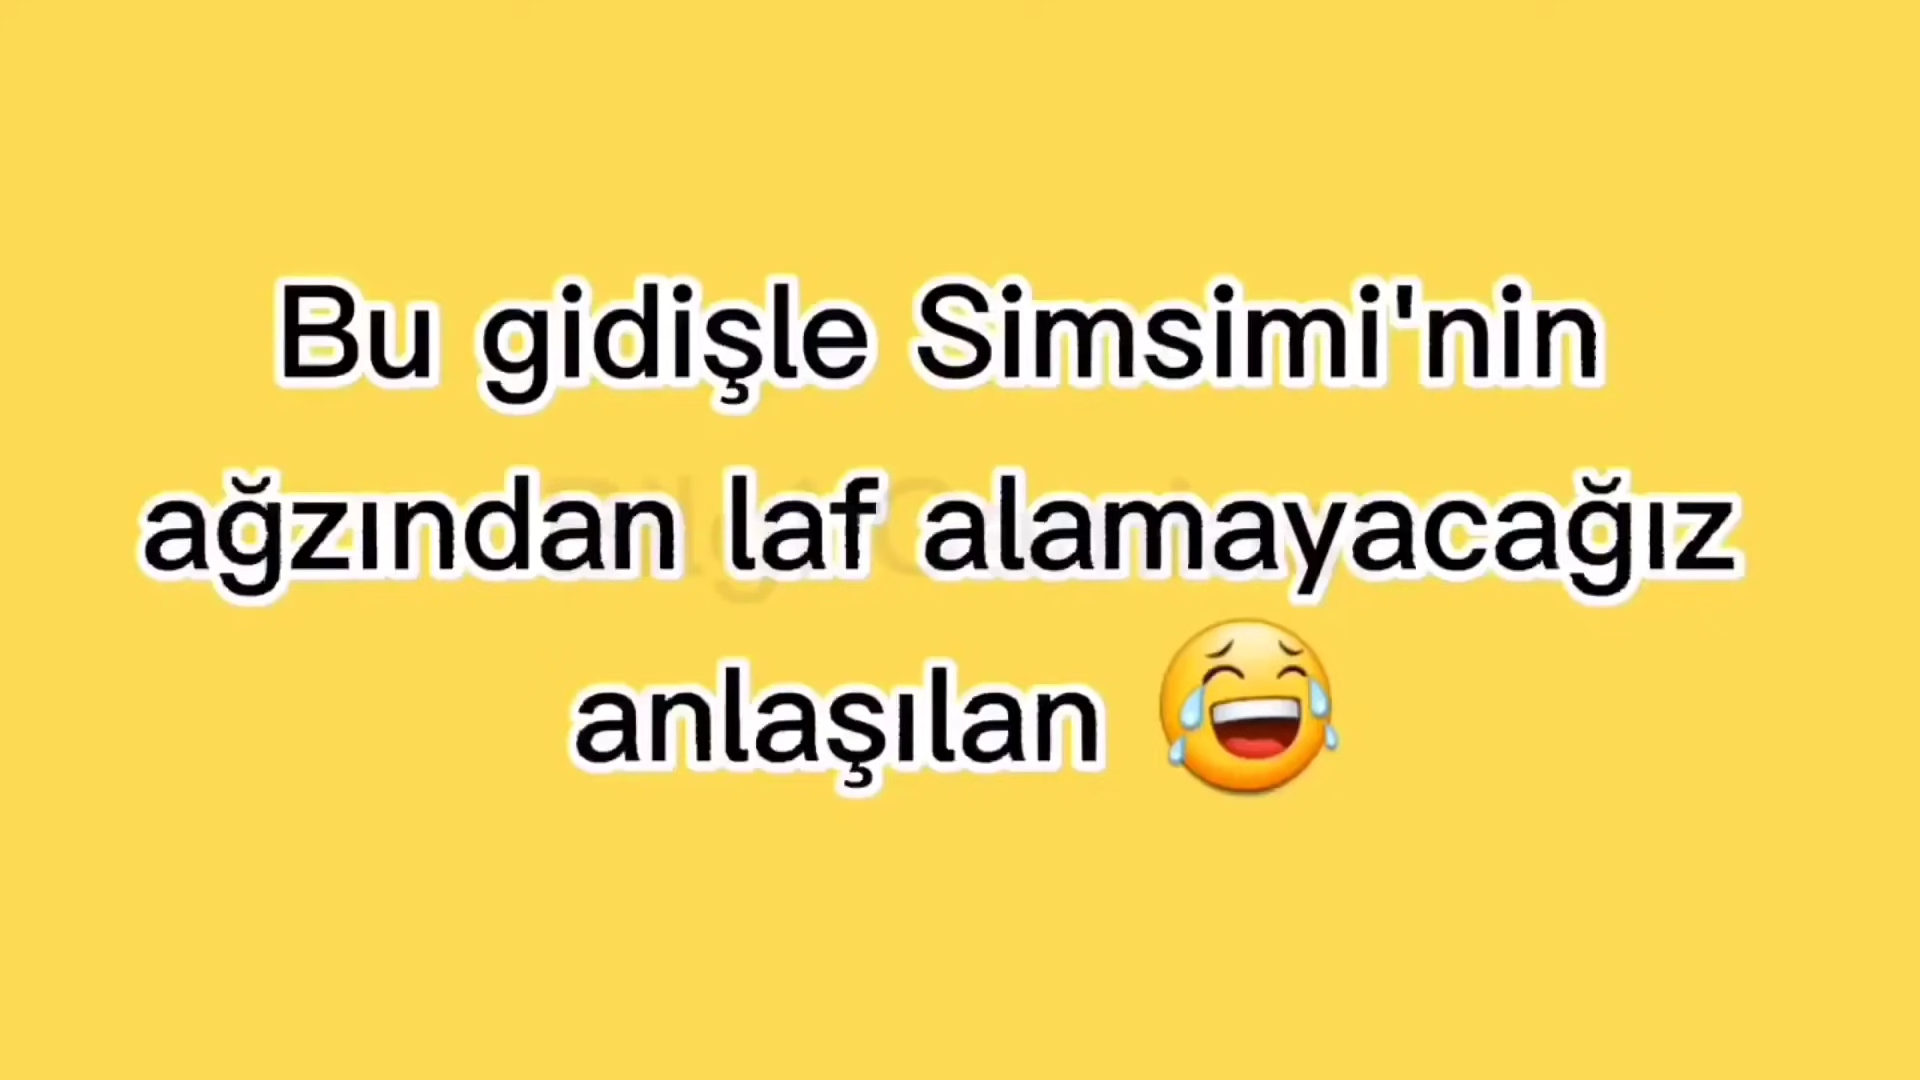 Bu gidişle Simsimi'nin
ağzından laf alamayacağız
anlaşılan 😂